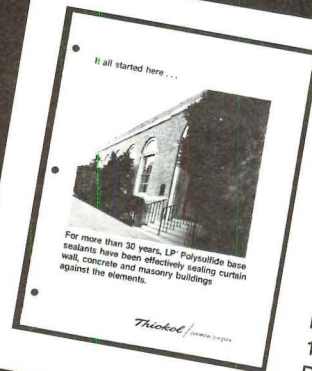 It all started here . . .
For more than 30 years, LP® Polysulfide base
sealants have been effectively sealing curtain
wall, concrete and masonry buildings
against the elements.
Thiokol /